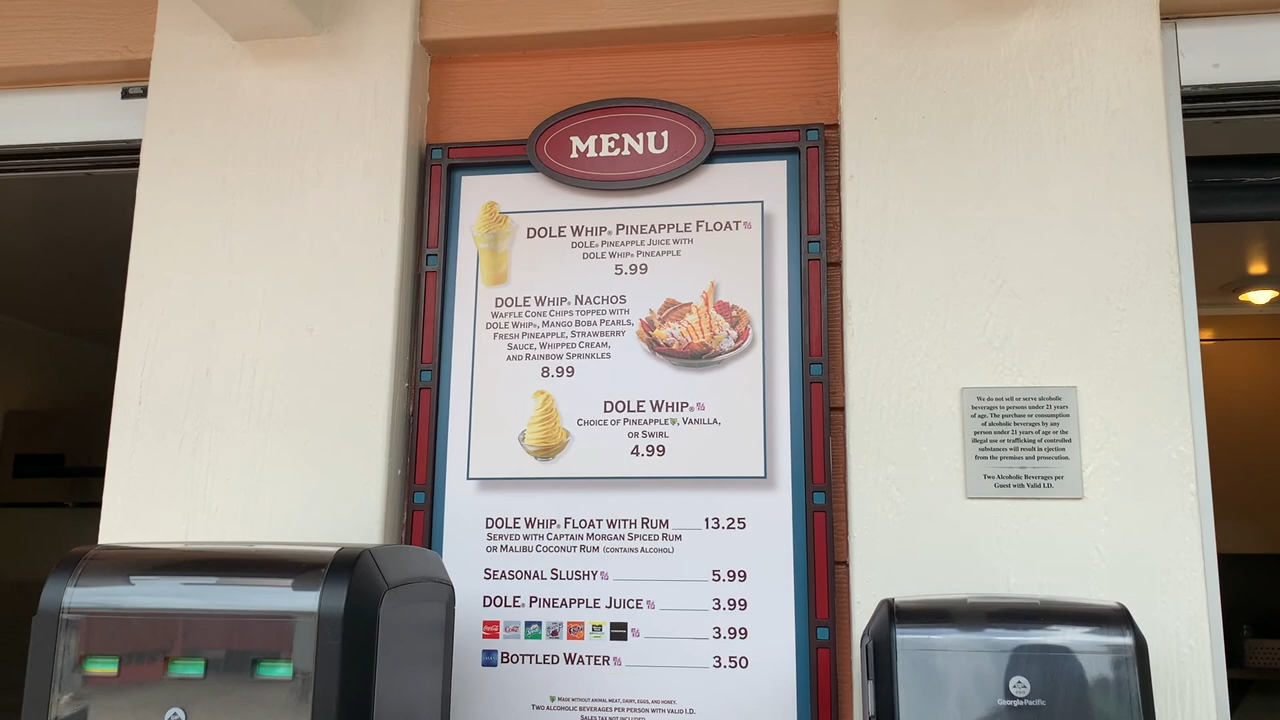 MENU
DOLE WHIP® PINEAPPLE FLOAT
DOLE® PINEAPPLE JUICE WITH
DOLE WHIP® PINEAPPLE
5.99
DOLE WHIP® NACHOS
WAFFLE CONE CHIPS TOPPED WITH
DOLE WHIP®, MANGO BOBA PEARLS,
FRESH PINEAPPLE, STRAWBERRY
SAUCE, WHIPPED CREAM,
AND RAINBOW SPRINKLES
8.99
DOLE WHIP®
CHOICE OF PINEAPPLE, VANILLA,
OR SWIRL
4.99
DOLE WHIP® FLOAT WITH RUM 13.25
SERVED WITH CAPTAIN MORGAN SPICED RUM
OR MALIBU COCONUT RUM (CONTAINS ALCOHOL)
SEASONAL SLUSHY 5.99
DOLE® PINEAPPLE JUICE 3.99
Coca-Cola 3.99
BOTTLED WATER 3.50
MADE WITHOUT ANIMAL MEAT, DAIRY, EGGS, AND HONEY.
TWO ALCOHOLIC BEVERAGES PER PERSON WITH VALID I.D.
SALES TAX NOT INCLUDED
We do not sell or serve alcoholic
beverages to persons under 21 years
of age. The purchase or consumption
of alcoholic beverages by any
person under 21 years of age or the
illegal use or trafficking of controlled
substances will result in ejection
from the premises and prosecution.
Two Alcoholic Beverages per
Guest with Valid I.D.
Georgia-Pacific